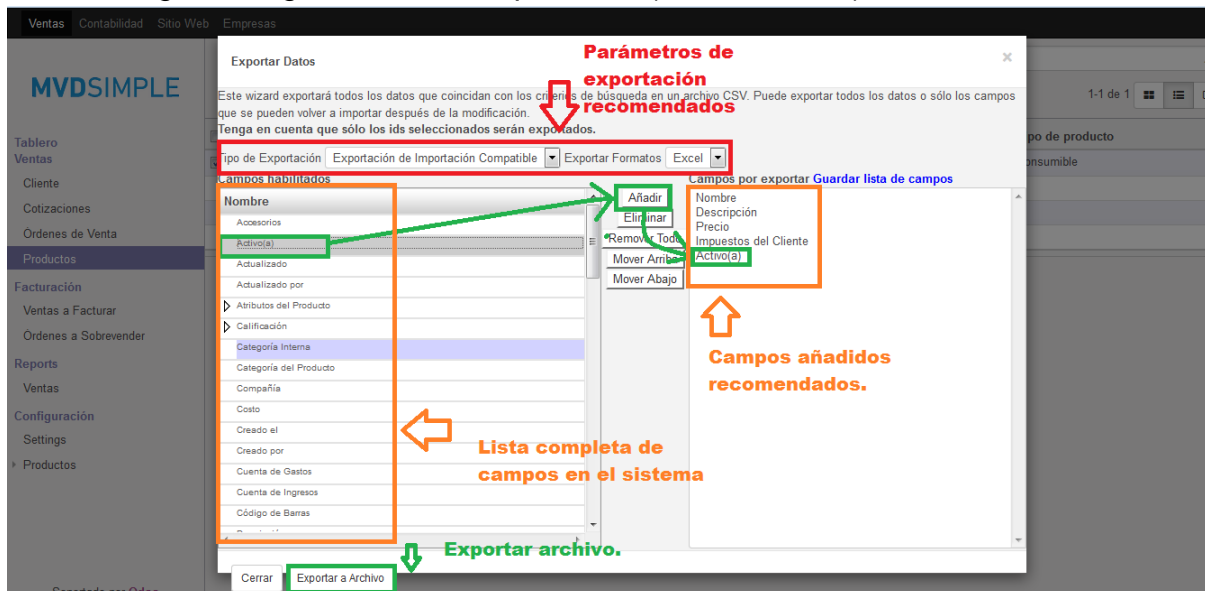 Ventas Contabilidad Sitio Web Empresas
MVDSIMPLE
Tablero
Ventas
Cliente
Cotizaciones
Ordenes de Venta
Productos
Facturación
Ventas a Facturar
Órdenes a Sobrevender
Reports
Ventas
Configuración
Settings
Productos
1-1 de 1
po de producto
onsumible
Exportar Datos
×
Parámetros de
exportación
recomendados
Este wizard exportará todos los datos que coincidan con los criterios de búsqueda en un archivo CSV. Puede exportar todos los datos o sólo los campos
que se pueden volver a importar después de la modificación.
Tenga en cuenta que sólo los ids seleccionados serán exportados.
Tipo de Exportación Exportación de Importación Compatible Exportar Formatos Excel
Campos habilitados
Nombre
Accesorios
Activo(a)
Actualizado
Actualizado por
Atributos del Producto
Calificación
Categoría Interna
Categoría del Producto
Compañía
Costo
Creado el
Creado por
Cuenta de Gastos
Cuenta de Ingresos
Código de Barras
Añadir
Eliminar
Remover Todo
Mover Arriba
Mover Abajo
Campos por exportar Guardar lista de campos
Nombre
Descripción
Precio
Impuestos del Cliente
Activo(a)
Campos añadidos
recomendados.
Lista completa de
campos en el sistema
Exportar archivo.
Cerrar Exportar a Archivo